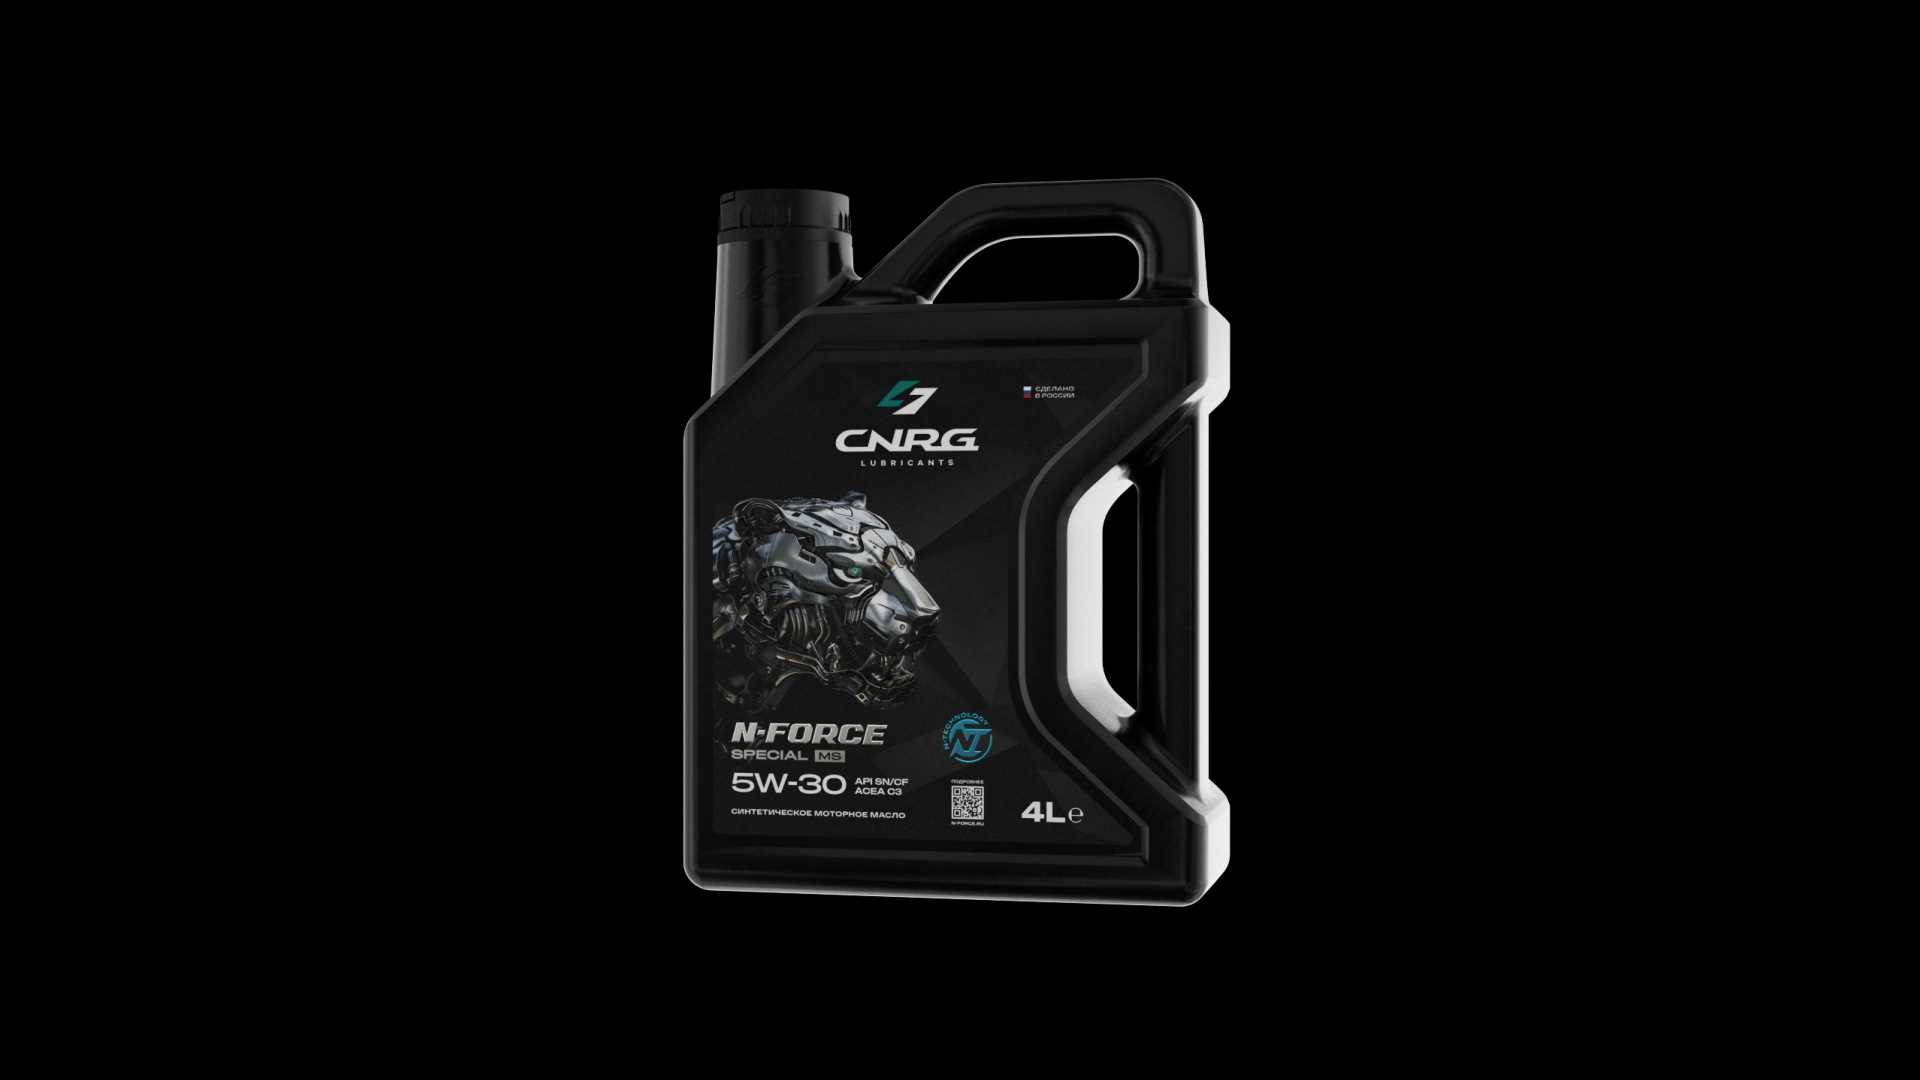 СДЕЛАНО
В РОССИИ
CNRG
LUBRICANTS
N-TECHNOLOGY
NT
N-FORCE
SPECIAL MS
5W-30
API SN/CF
ACEA C3
СИНТЕТИЧЕСКОЕ МОТОРНОЕ МАСЛО
ПОДРОБНЕЕ
N-FORCE.RU
4L e